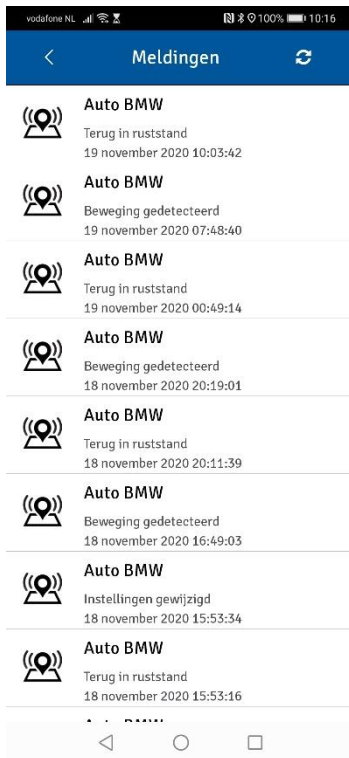 vodafone NL 100% 10:16
Meldingen
Auto BMW
Terug in ruststand
19 november 2020 10:03:42
Auto BMW
Beweging gedetecteerd
19 november 2020 07:48:40
Auto BMW
Terug in ruststand
19 november 2020 00:49:14
Auto BMW
Beweging gedetecteerd
18 november 2020 20:19:01
Auto BMW
Terug in ruststand
18 november 2020 20:11:39
Auto BMW
Beweging gedetecteerd
18 november 2020 16:49:03
Auto BMW
Instellingen gewijzigd
18 november 2020 15:53:34
Auto BMW
Terug in ruststand
18 november 2020 15:53:16